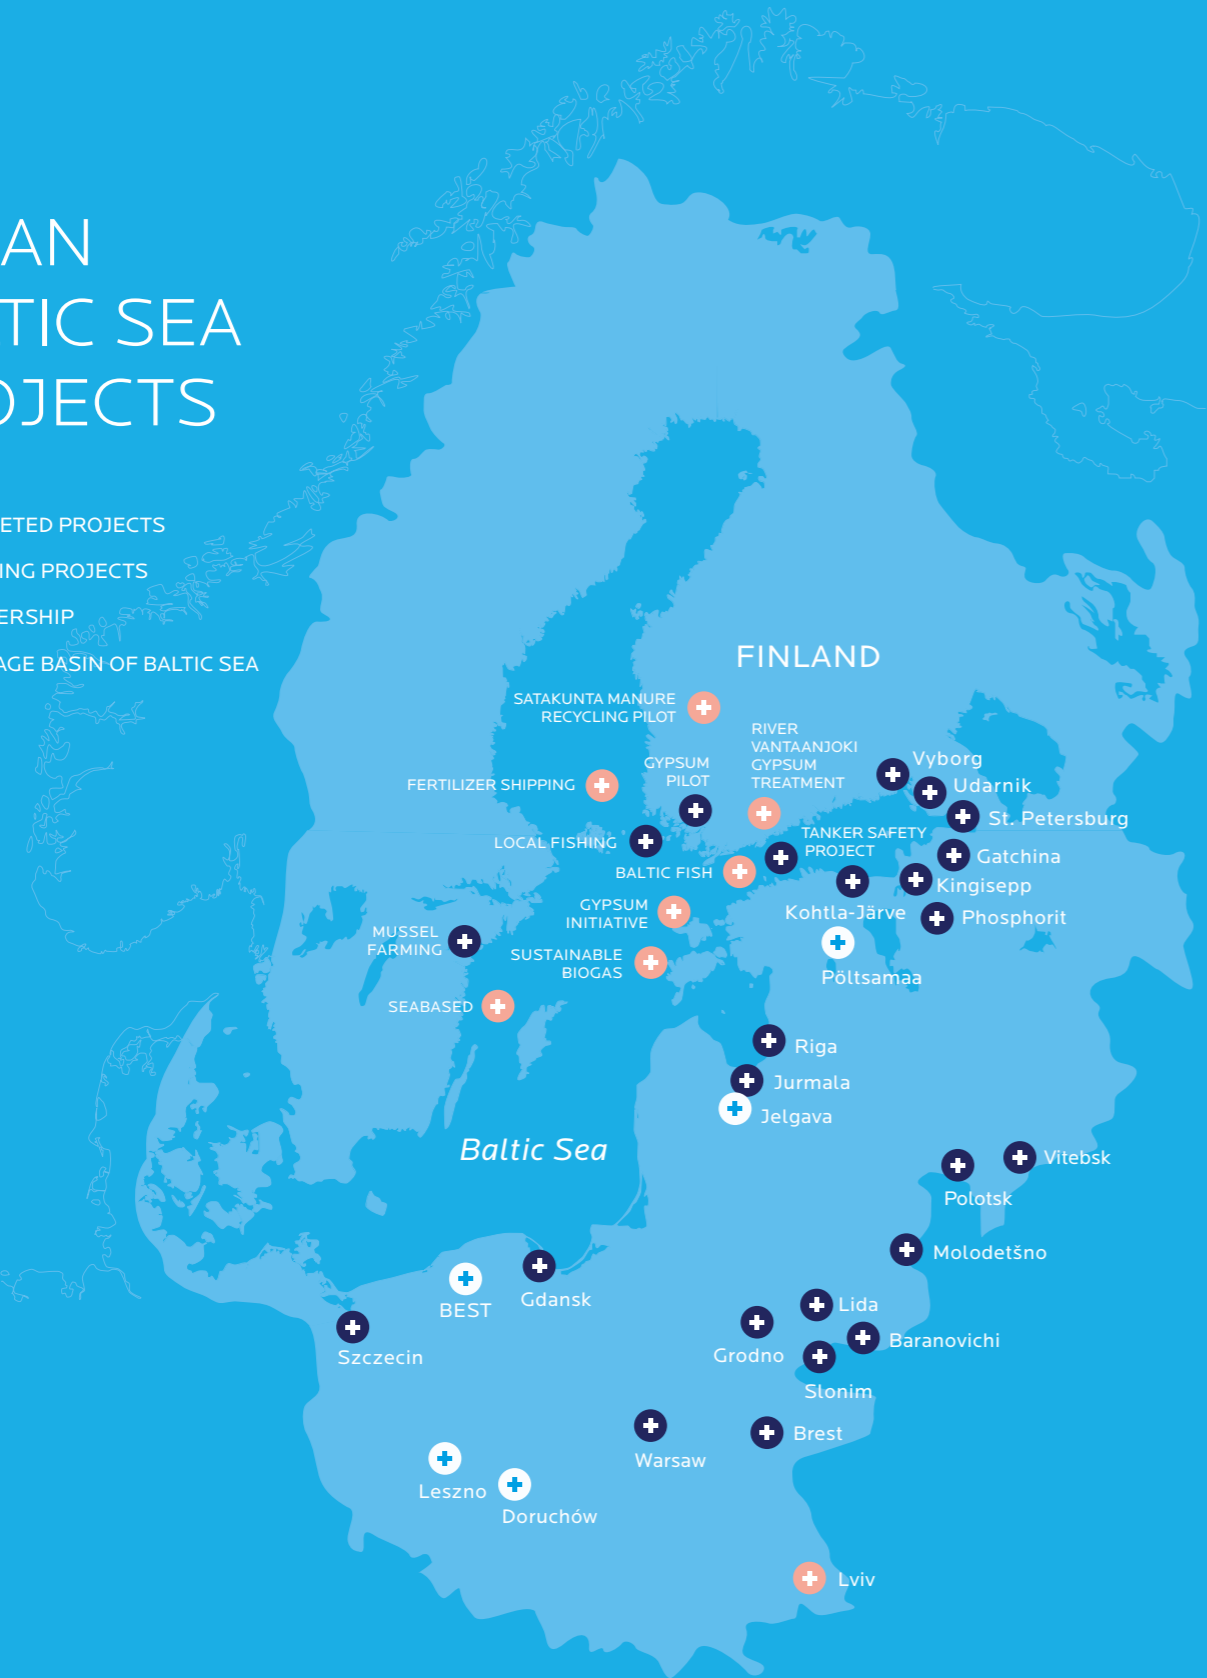 AN
TIC SEA
OJECTS
ETED PROJECTS
ING PROJECTS
ERSHIP
AGE BASIN OF BALTIC SEA
FINLAND
SATAKUNTA MANURE
RECYCLING PILOT
RIVER
VANTAANJOKI
GYPSUM
TREATMENT
GYPSUM
PILOT
FERTILIZER SHIPPING
Vyborg
Udarnik
St. Petersburg
LOCAL FISHING
TANKER SAFETY
PROJECT
Gatchina
BALTIC FISH
Kingisepp
Kohtla-Järve
Phosphorit
GYPSUM
INITIATIVE
MUSSEL
FARMING
SUSTAINABLE
BIOGAS
Pöltsamaa
SEABASED
Riga
Jurmala
Jelgava
Baltic Sea
Vitebsk
Polotsk
Molodetšno
BEST
Gdansk
Lida
Szczecin
Grodno
Baranovichi
Slonim
Brest
Warsaw
Leszno
Doruchów
Lviv